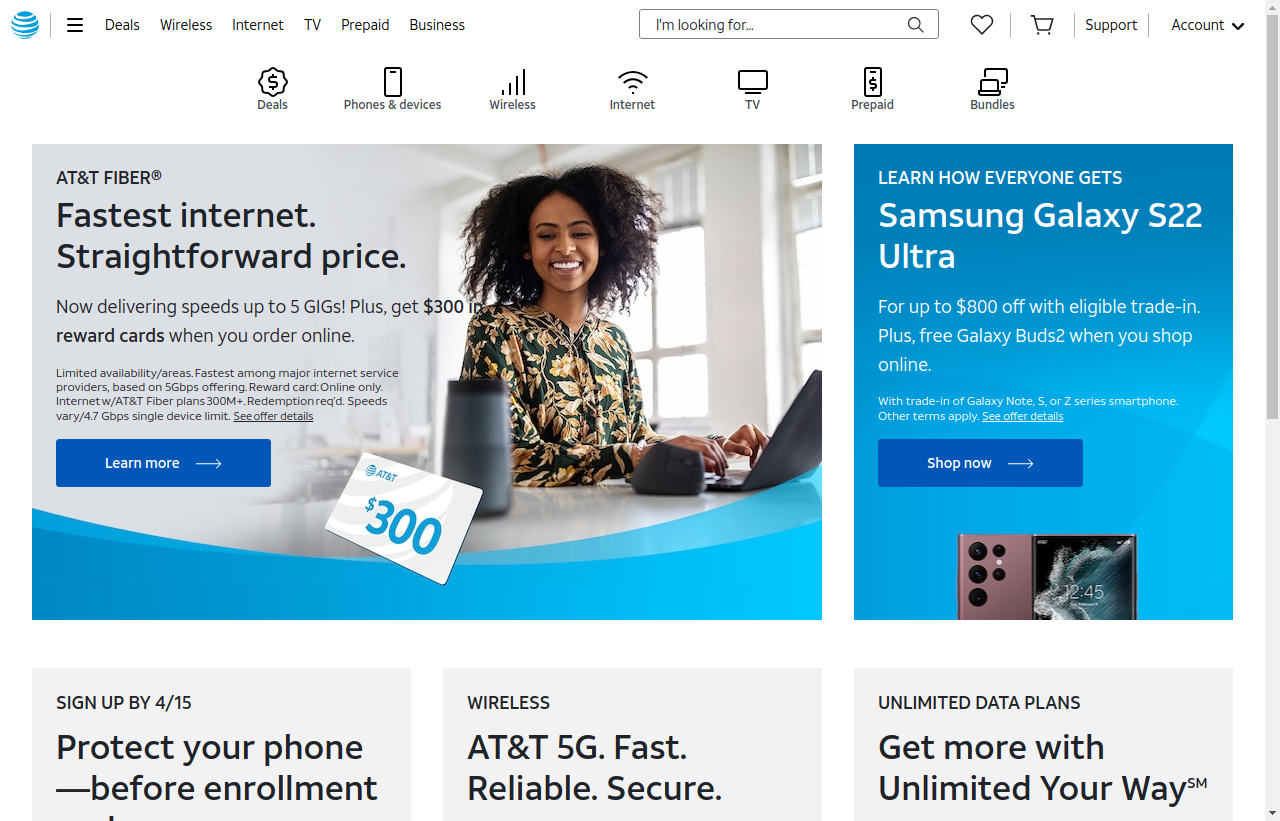 Deals Wireless Internet TV Prepaid Business I'm looking for... Support Account
Deals Phones & devices Wireless Internet TV Prepaid Bundles
AT&T FIBER®
Fastest internet.
Straightforward price.
Now delivering speeds up to 5 GIGs! Plus, get $300 in
reward cards when you order online.
Limited availability/areas. Fastest among major internet service
providers, based on 5Gbps offering. Reward card: Online only.
Internet w/AT&T Fiber plans 300M+. Redemption req'd. Speeds
vary/4.7 Gbps single device limit. See offer details
Learn more
AT&T
$300
LEARN HOW EVERYONE GETS
Samsung Galaxy S22
Ultra
For up to $800 off with eligible trade-in.
Plus, free Galaxy Buds2 when you shop
online.
With trade-in of Galaxy Note, S, or Z series smartphone.
Other terms apply. See offer details
Shop now
12:45
SIGN UP BY 4/15
Protect your phone
—before enrollment
WIRELESS
AT&T 5G. Fast.
Reliable. Secure.
UNLIMITED DATA PLANS
Get more with
Unlimited Your Way℠